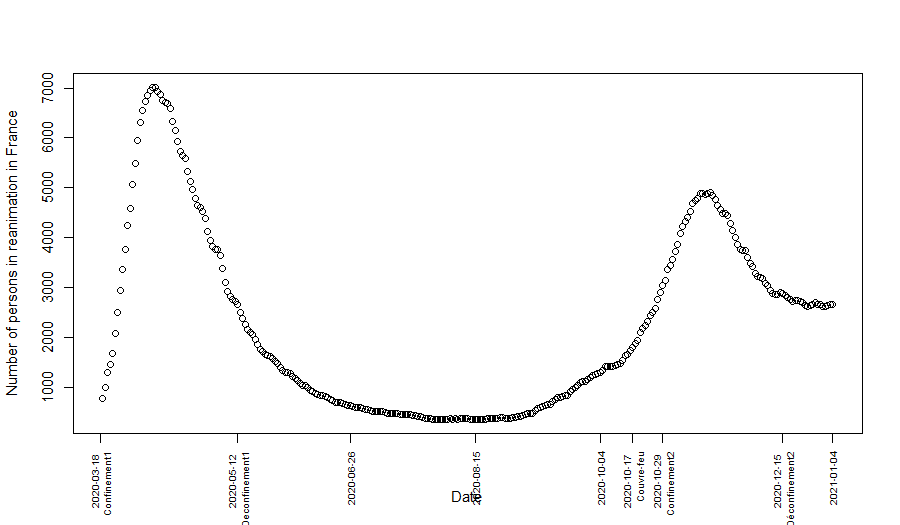 Number of persons in reanimation in France
7000
6000
5000
4000
3000
2000
1000
2020-03-18
Confinement1
2020-05-12
Déconfinement1
2020-06-26
2020-08-15
2020-10-04
2020-10-17
Couvre-feu
2020-10-29
Confinement2
2020-12-15
Déconfinement2
2021-01-04
Date